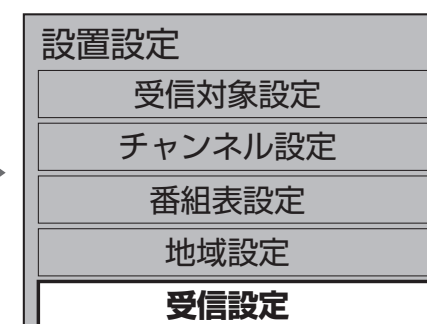 設置設定
受信対象設定
チャンネル設定
番組表設定
地域設定
受信設定